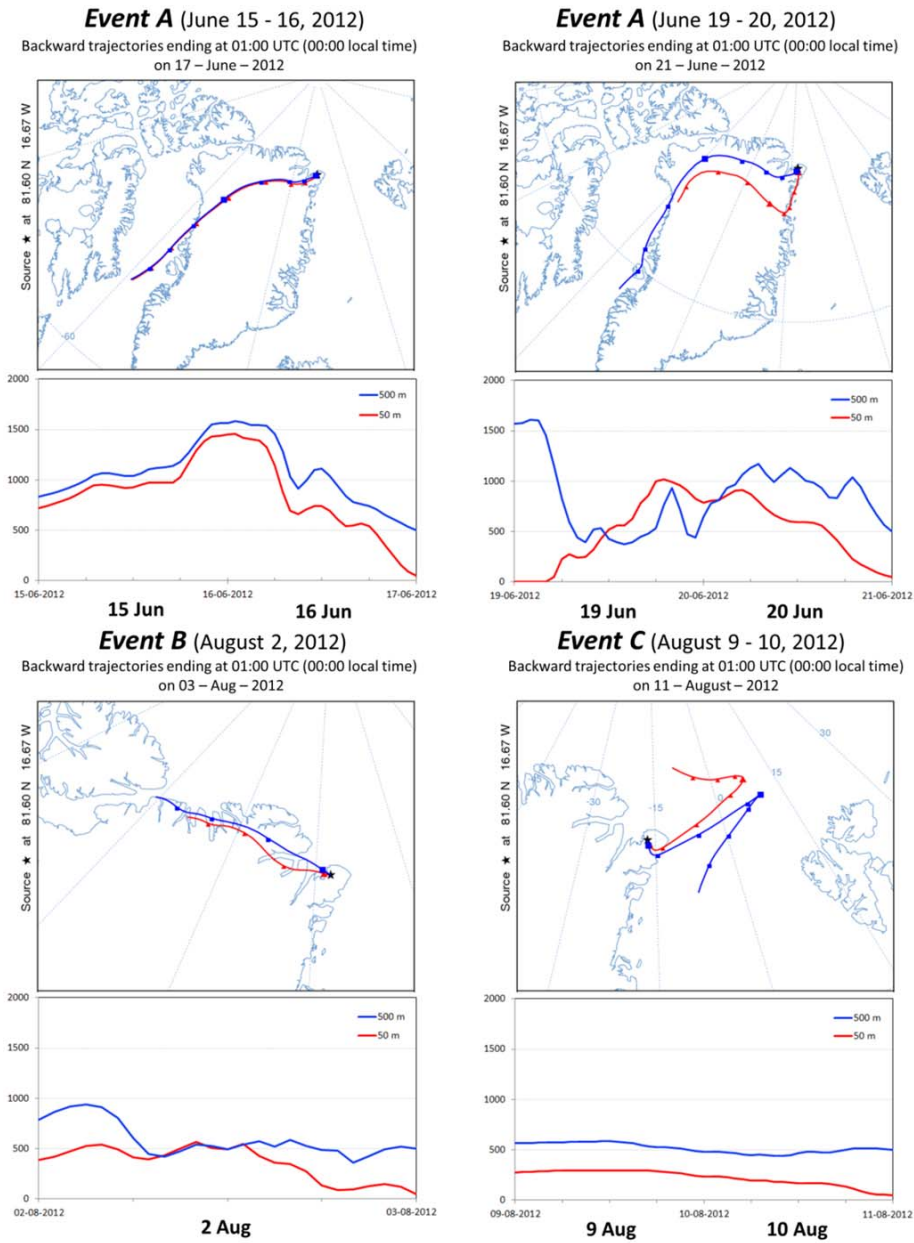 Event A (June 15 - 16, 2012)
Backward trajectories ending at 01:00 UTC (00:00 local time)
on 17 – June – 2012
Source ★ at 81.60 N 16.67 W
-60
2000
1500
1000
500
0
500 m
50 m
15-06-2012
16-06-2012
17-06-2012
15 Jun
16 Jun
Event A (June 19 - 20, 2012)
Backward trajectories ending at 01:00 UTC (00:00 local time)
on 21 – June – 2012
Source ★ at 81.60 N 16.67 W
70
2000
1500
1000
500
0
500 m
50 m
19-06-2012
20-06-2012
21-06-2012
19 Jun
20 Jun
Event B (August 2, 2012)
Backward trajectories ending at 01:00 UTC (00:00 local time)
on 03 – Aug – 2012
Source ★ at 81.60 N 16.67 W
2000
1500
1000
500
0
500 m
50 m
02-08-2012
03-08-2012
2 Aug
Event C (August 9 - 10, 2012)
Backward trajectories ending at 01:00 UTC (00:00 local time)
on 11 – August – 2012
Source ★ at 81.60 N 16.67 W
30
15
0
-15
-30
2000
1500
1000
500
0
500 m
50 m
09-08-2012
10-08-2012
11-08-2012
9 Aug
10 Aug